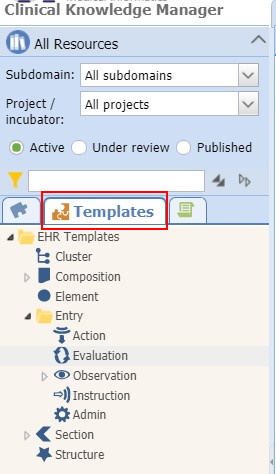 Clinical Knowledge Manager
All Resources
Subdomain: All subdomains
Project / incubator: All projects
Active Under review Published
Templates
EHR Templates
Cluster
Composition
Element
Entry
Action
Evaluation
Observation
Instruction
Admin
Section
Structure